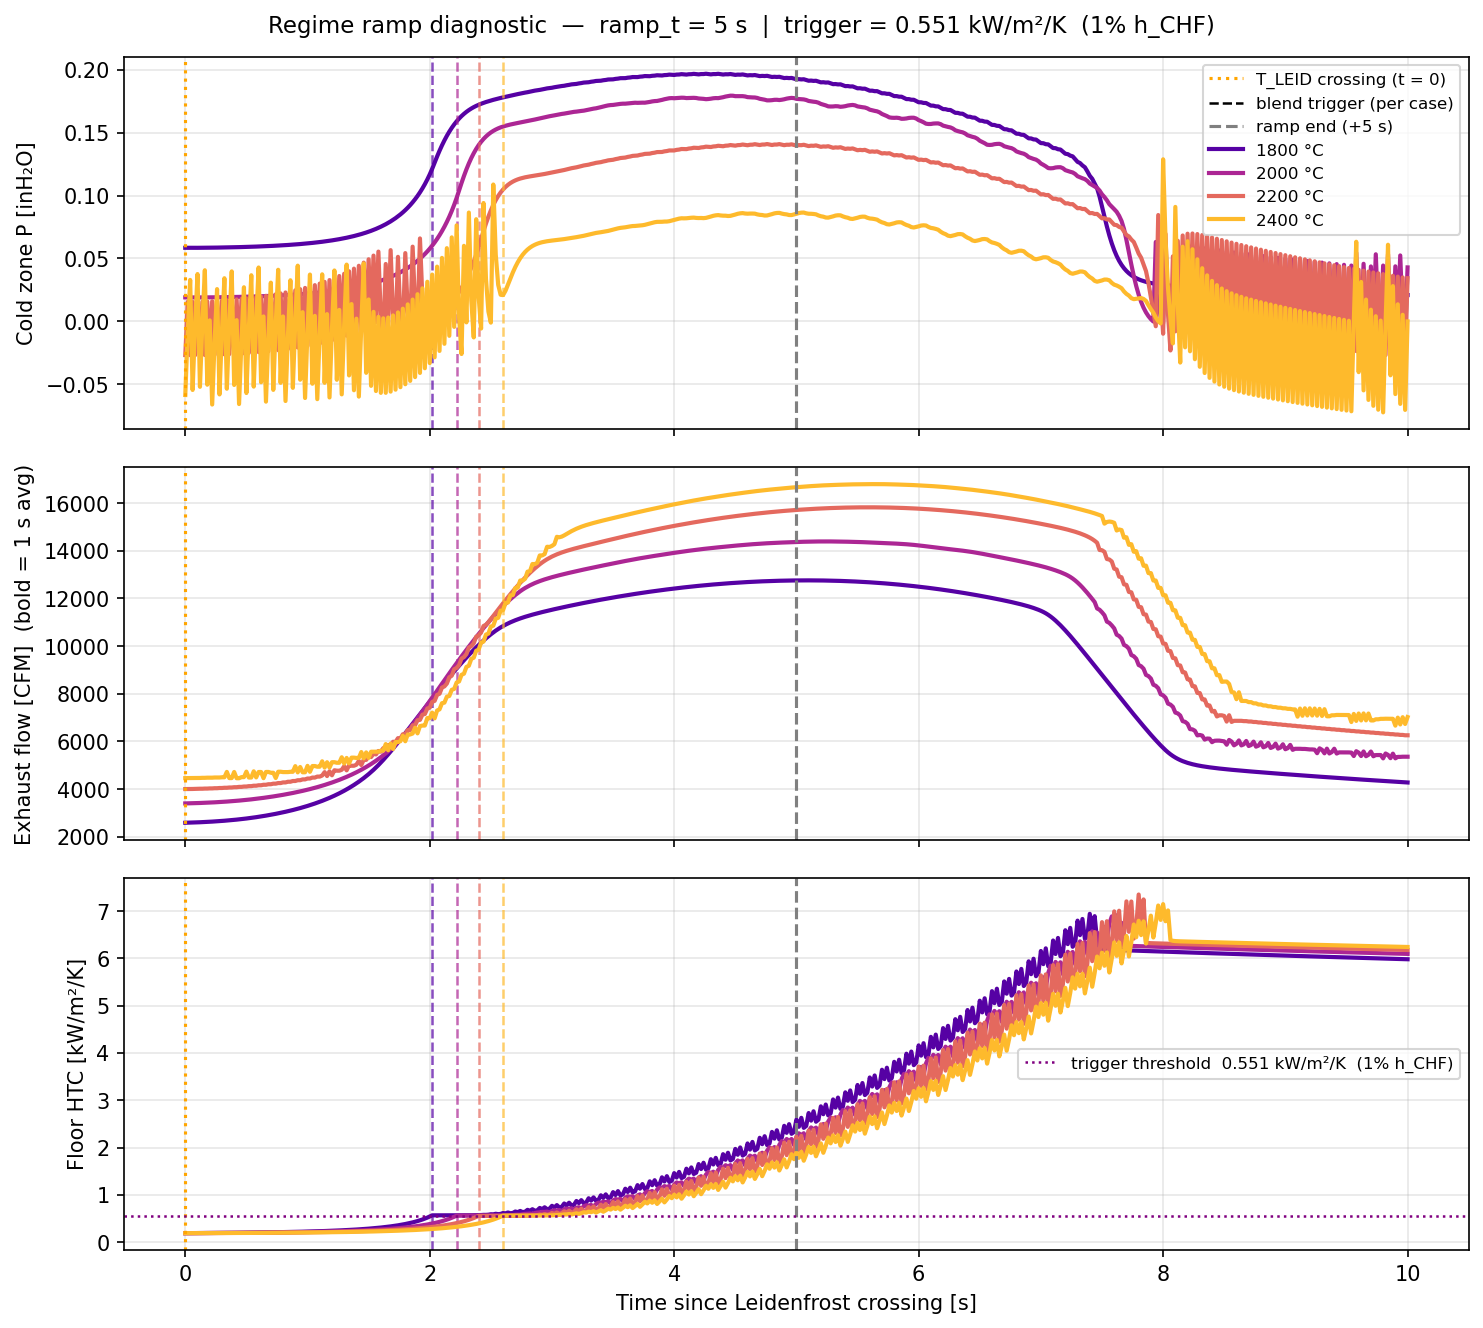 Regime ramp diagnostic — ramp_t = 5 s | trigger = 0.551 kW/m²/K (1% h_CHF)
Cold zone P [inH₂O]
0.20
0.15
0.10
0.05
0.00
−0.05
T_LEID crossing (t = 0)
blend trigger (per case)
ramp end (+5 s)
1800 °C
2000 °C
2200 °C
2400 °C
Exhaust flow [CFM] (bold = 1 s avg)
16000
14000
12000
10000
8000
6000
4000
2000
Floor HTC [kW/m²/K]
7
6
5
4
3
2
1
0
trigger threshold 0.551 kW/m²/K (1% h_CHF)
0 2 4 6 8 10
Time since Leidenfrost crossing [s]